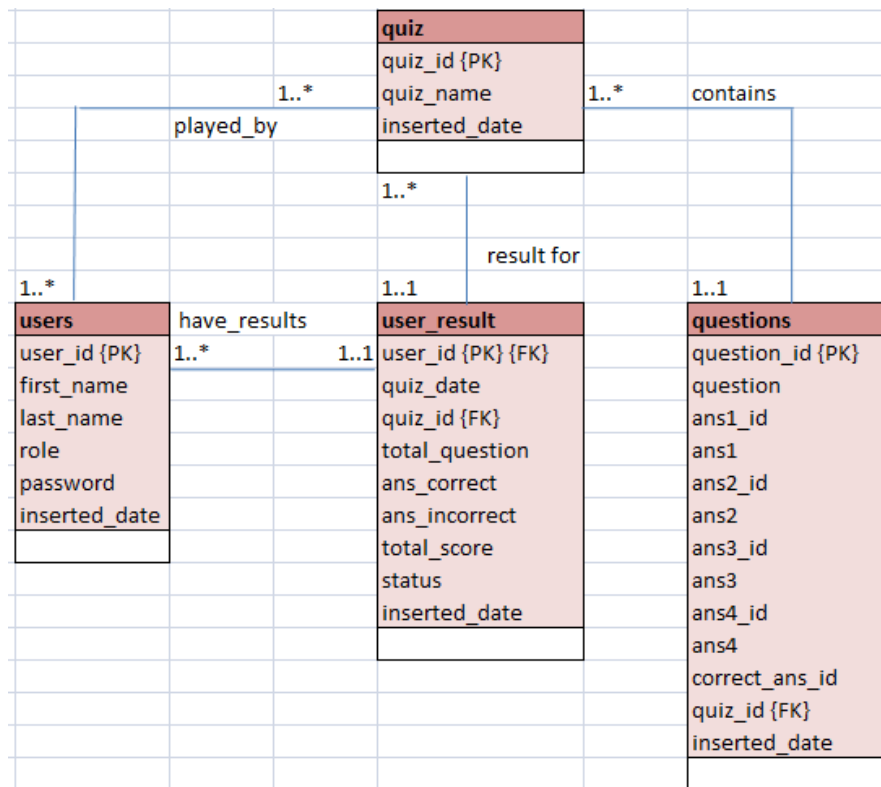 quiz
quiz_id {PK}
1..* quiz_name 1..* contains
played_by inserted_date
1..*
result for
1..* 1..1 1..1
users have_results user_result questions
user_id {PK} 1..* 1..1 user_id {PK} {FK} question_id {PK}
first_name quiz_date question
last_name quiz_id {FK} ans1_id
role total_question ans1
password ans_correct ans2_id
inserted_date ans_incorrect ans2
total_score ans3_id
status ans3
inserted_date ans4_id
ans4
correct_ans_id
quiz_id {FK}
inserted_date